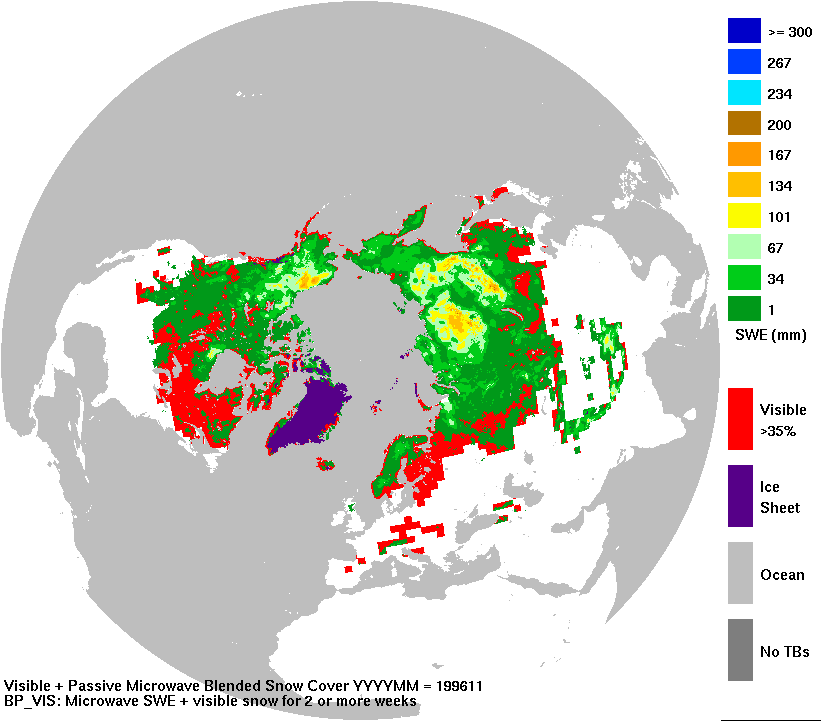 >= 300
267
234
200
167
134
101
67
34
1
SWE (mm)
Visible
>35%
Ice
Sheet
Ocean
No TBs
Visible + Passive Microwave Blended Snow Cover YYYYMM = 199611
BP_VIS: Microwave SWE + visible snow for 2 or more weeks